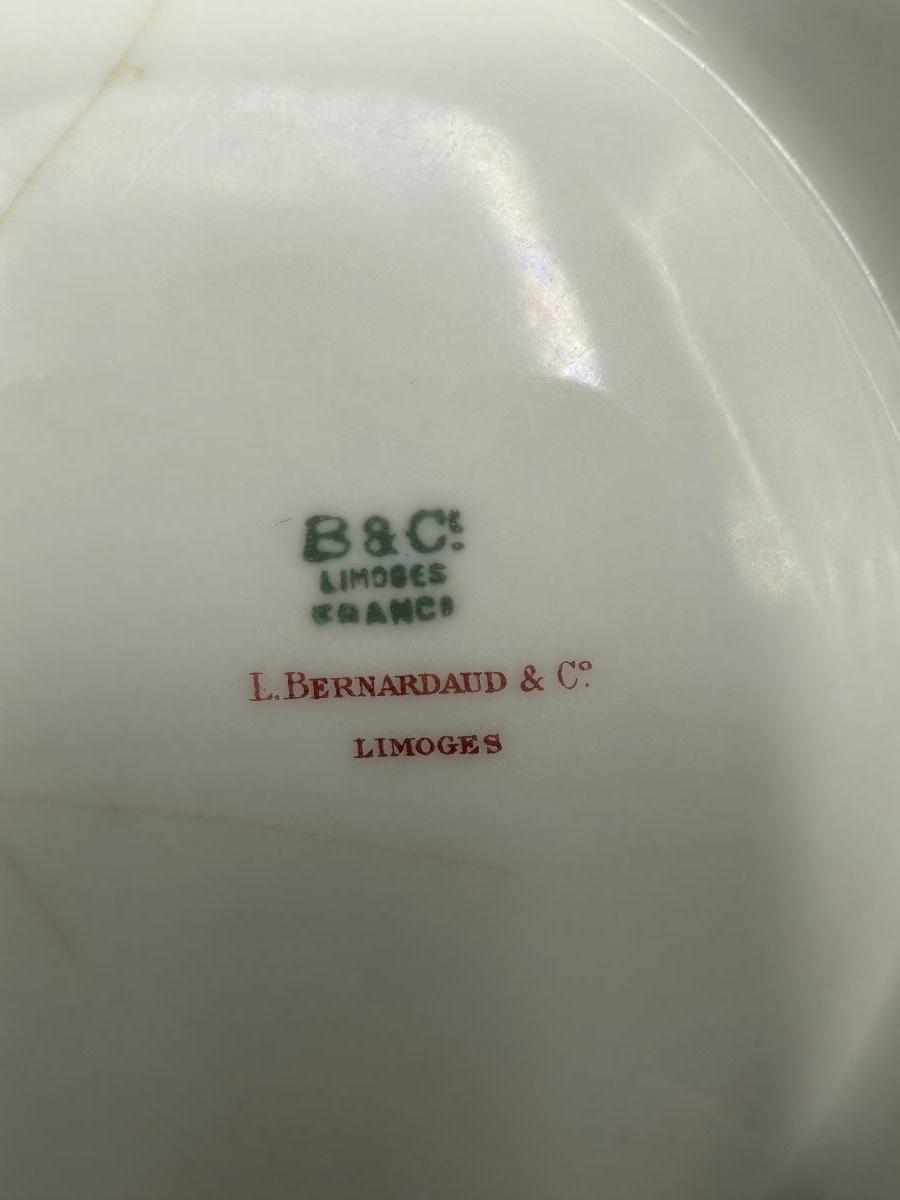 B & Cº
LIMOGES
FRANCE
L. BERNARDAUD & Cº
LIMOGES